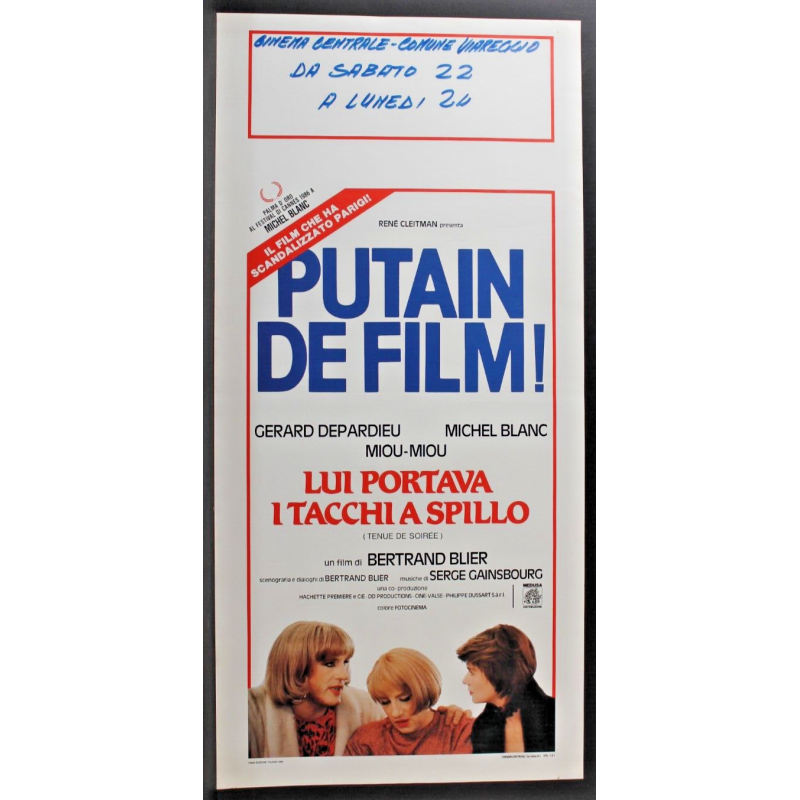 CINEMA CENTRALE - COMUNE VIAREGGIO
DA SABATO 22
A LUNEDI 24
PALMA D'ORO
AL FESTIVAL DI CANNES 1986 A
MICHEL BLANC
IL FILM CHE HA
SCANDALIZZATO PARIGI!
RENÉ CLEITMAN presenta
PUTAIN
DE FILM!
GERARD DEPARDIEU MICHEL BLANC
MIOU-MIOU
LUI PORTAVA
I TACCHI A SPILLO
(TENUE DE SOIRÉE)
un film di BERTRAND BLIER
scenografia e dialoghi di BERTRAND BLIER musiche di SERGE GAINSBOURG
una co-produzione
HACHETTE PREMIERE e CIE - DD PRODUCTIONS - CINE VALSE - PHILIPPE DUSSART S.a.r.l.
MEDUSA
DISTRIBUZIONE
colore FOTOCINEMA